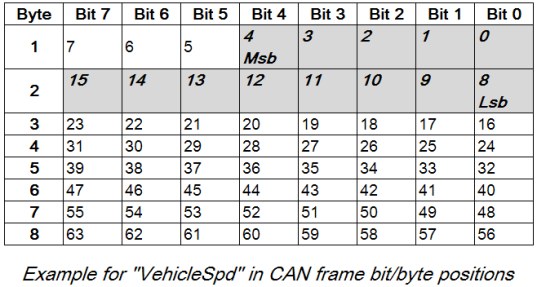 Byte Bit 7 Bit 6 Bit 5 Bit 4 Bit 3 Bit 2 Bit 1 Bit 0
1 7 6 5 4 Msb 3 2 1 0
2 15 14 13 12 11 10 9 8 Lsb
3 23 22 21 20 19 18 17 16
4 31 30 29 28 27 26 25 24
5 39 38 37 36 35 34 33 32
6 47 46 45 44 43 42 41 40
7 55 54 53 52 51 50 49 48
8 63 62 61 60 59 58 57 56
Example for "VehicleSpd" in CAN frame bit/byte positions